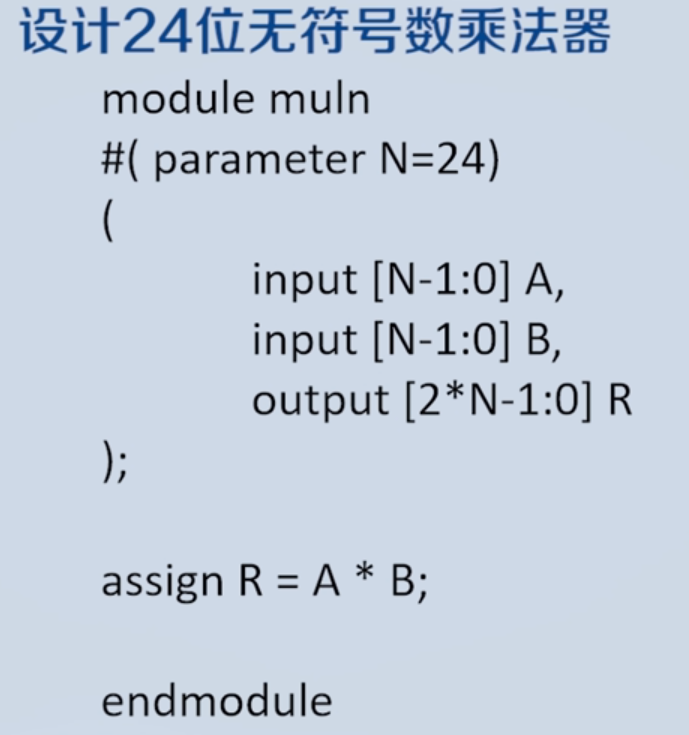 设计24位无符号数乘法器
module muln
#( parameter N=24)
(
input [N-1:0] A,
input [N-1:0] B,
output [2*N-1:0] R
);
assign R = A * B;
endmodule